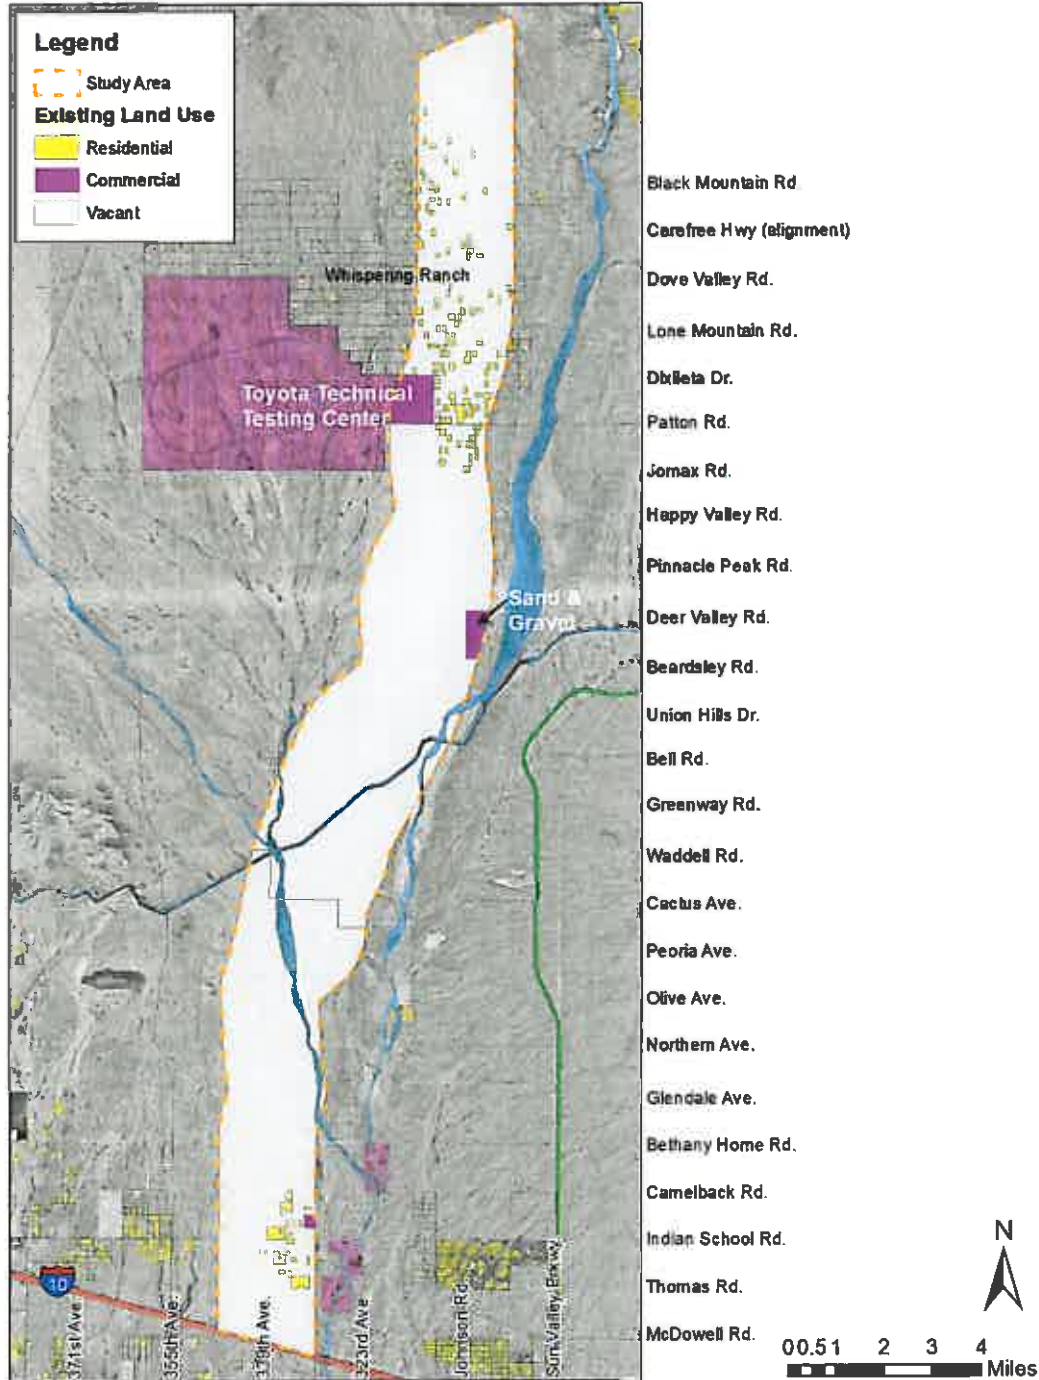 Legend
Study Area
Existing Land Use
Residential
Commercial
Vacant
Whispering Ranch
Toyota Technical
Testing Center
Sand &
Gravel
Black Mountain Rd.
Carefree Hwy (alignment)
Dove Valley Rd.
Lone Mountain Rd.
Dixileta Dr.
Patton Rd.
Jomax Rd.
Happy Valley Rd.
Pinnacle Peak Rd.
Deer Valley Rd.
Beardsley Rd.
Union Hills Dr.
Bell Rd.
Greenway Rd.
Waddell Rd.
Cactus Ave.
Peoria Ave.
Olive Ave.
Northern Ave.
Glendale Ave.
Bethany Home Rd.
Camelback Rd.
Indian School Rd.
Thomas Rd.
McDowell Rd.
10
371st Ave.
355th Ave.
339th Ave.
323rd Ave
Johnson Rd.
Sun Valley Pkwy
N
0 0.5 1 2 3 4
Miles